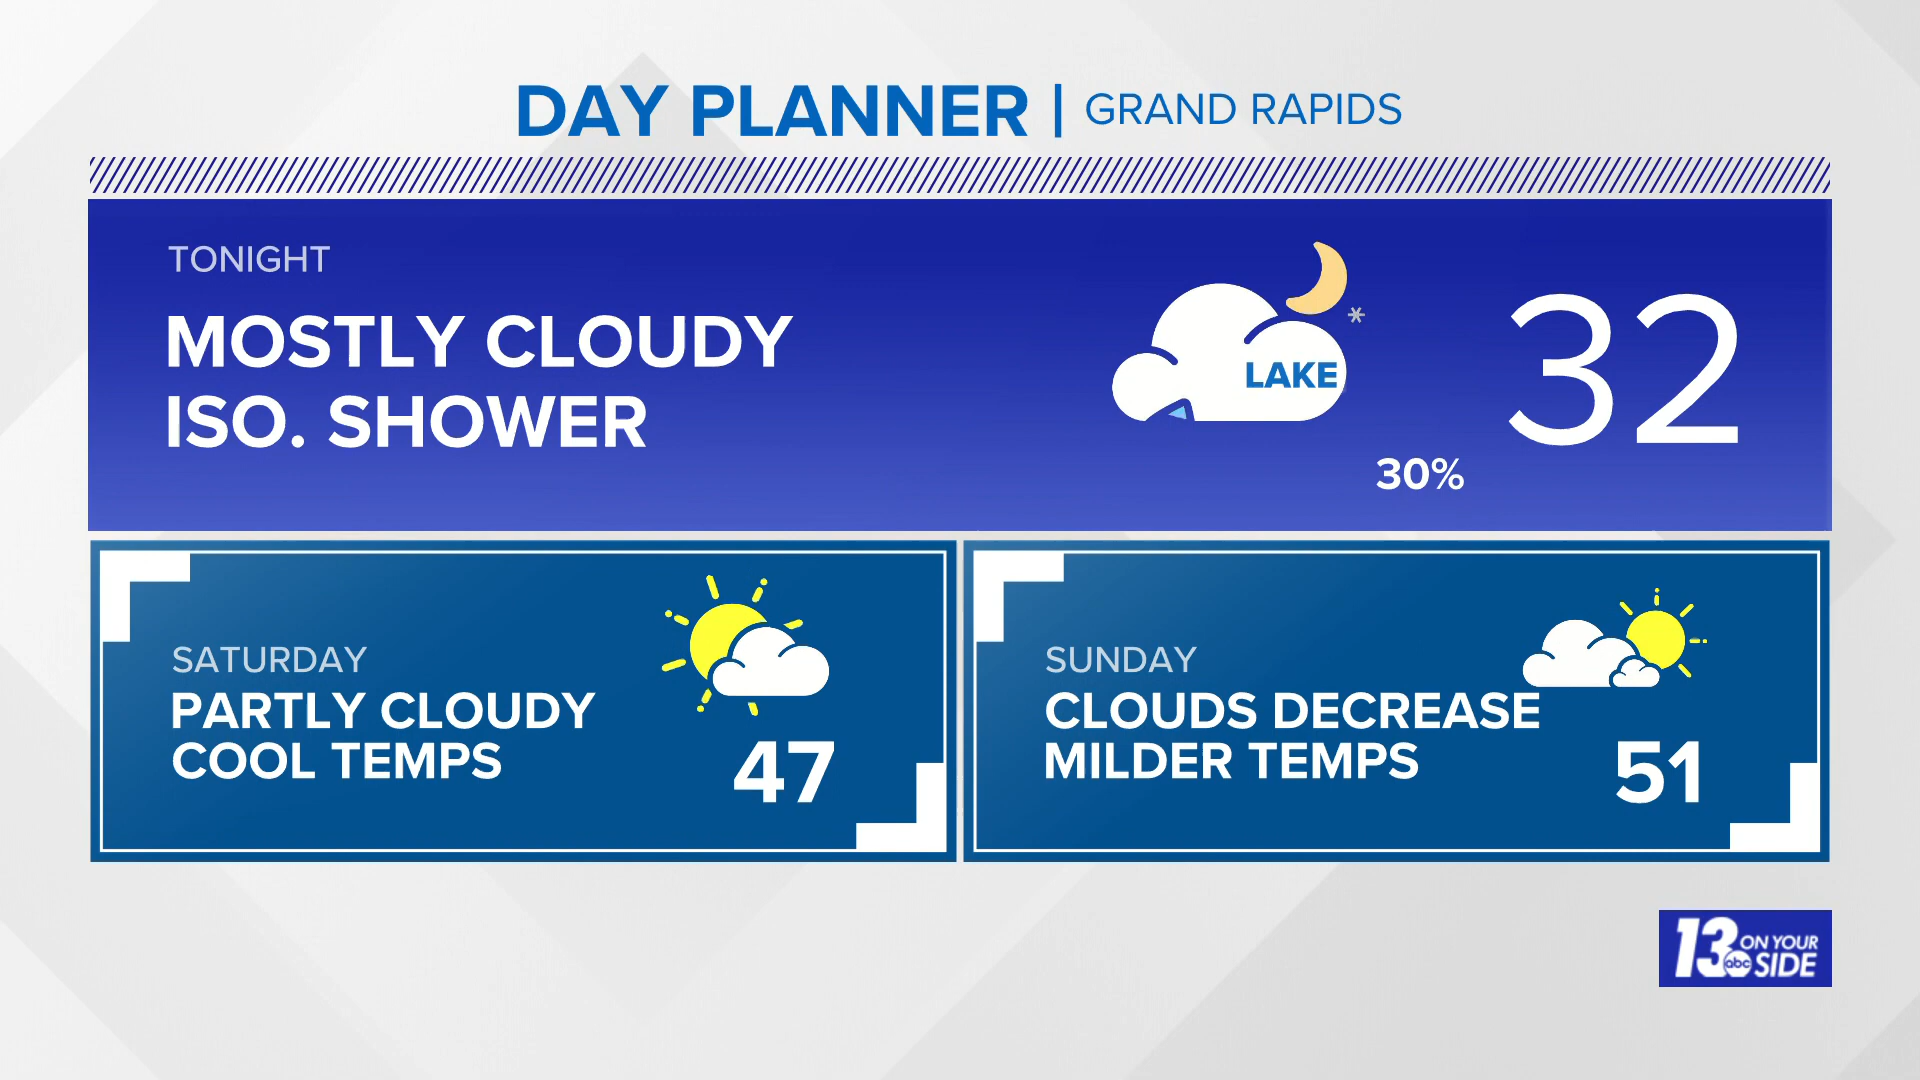 DAY PLANNER | GRAND RAPIDS
TONIGHT
MOSTLY CLOUDY
ISO. SHOWER
LAKE
30%
32
SATURDAY
PARTLY CLOUDY
COOL TEMPS
47
SUNDAY
CLOUDS DECREASE
MILDER TEMPS
51
13 ON YOUR
abc SIDE